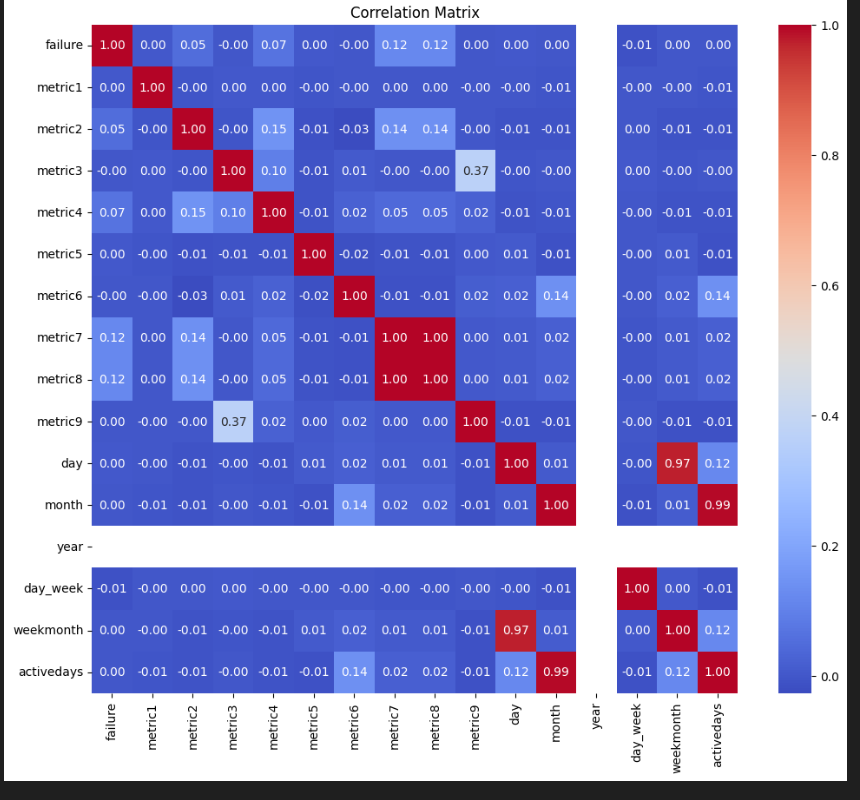 Correlation Matrix
failure 1.00 0.00 0.05 -0.00 0.07 0.00 -0.00 0.12 0.12 0.00 0.00 0.00 -0.01 0.00 0.00
metric1 0.00 1.00 -0.00 0.00 0.00 -0.00 -0.00 0.00 0.00 -0.00 -0.00 -0.01 -0.00 -0.00 -0.01
metric2 0.05 -0.00 1.00 -0.00 0.15 -0.01 -0.03 0.14 0.14 -0.00 -0.01 -0.01 0.00 -0.01 -0.01
metric3 -0.00 0.00 -0.00 1.00 0.10 -0.01 0.01 -0.00 -0.00 0.37 -0.00 -0.00 0.00 -0.00 -0.00
metric4 0.07 0.00 0.15 0.10 1.00 -0.01 0.02 0.05 0.05 0.02 -0.01 -0.01 -0.00 -0.01 -0.01
metric5 0.00 -0.00 -0.01 -0.01 -0.01 1.00 -0.02 -0.01 -0.01 0.00 0.01 -0.01 -0.00 0.01 -0.01
metric6 -0.00 -0.00 -0.03 0.01 0.02 -0.02 1.00 -0.01 -0.01 0.02 0.02 0.14 -0.00 0.02 0.14
metric7 0.12 0.00 0.14 -0.00 0.05 -0.01 -0.01 1.00 1.00 0.00 0.01 0.02 -0.00 0.01 0.02
metric8 0.12 0.00 0.14 -0.00 0.05 -0.01 -0.01 1.00 1.00 0.00 0.01 0.02 -0.00 0.01 0.02
metric9 0.00 -0.00 -0.00 0.37 0.02 0.00 0.02 0.00 0.00 1.00 -0.01 -0.01 -0.00 -0.01 -0.01
day 0.00 -0.00 -0.01 -0.00 -0.01 0.01 0.02 0.01 0.01 -0.01 1.00 0.01 -0.00 0.97 0.12
month 0.00 -0.01 -0.01 -0.00 -0.01 -0.01 0.14 0.02 0.02 -0.01 0.01 1.00 -0.01 0.01 0.99
year
day_week -0.01 -0.00 0.00 0.00 -0.00 -0.00 -0.00 -0.00 -0.00 -0.00 -0.00 -0.01 1.00 0.00 -0.01
weekmonth 0.00 -0.00 -0.01 -0.00 -0.01 0.01 0.02 0.01 0.01 -0.01 0.97 0.01 0.00 1.00 0.12
activedays 0.00 -0.01 -0.01 -0.00 -0.01 -0.01 0.14 0.02 0.02 -0.01 0.12 0.99 -0.01 0.12 1.00
failure metric1 metric2 metric3 metric4 metric5 metric6 metric7 metric8 metric9 day month year day_week weekmonth activedays
1.0
0.8
0.6
0.4
0.2
0.0